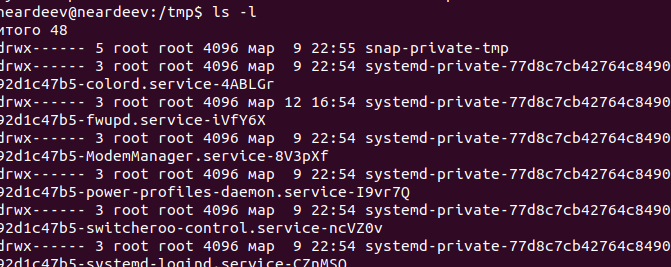 neardeev@neardeev:/tmp$ ls -l
итого 48
drwx------ 5 root root 4096 мар  9 22:55 snap-private-tmp
drwx------ 3 root root 4096 мар  9 22:54 systemd-private-77d8c7cb42764c8490
92d1c47b5-colord.service-4ABLGr
drwx------ 3 root root 4096 мар 12 16:54 systemd-private-77d8c7cb42764c8490
92d1c47b5-fwupd.service-iVfY6X
drwx------ 3 root root 4096 мар  9 22:54 systemd-private-77d8c7cb42764c8490
92d1c47b5-ModemManager.service-8V3pXf
drwx------ 3 root root 4096 мар  9 22:54 systemd-private-77d8c7cb42764c8490
92d1c47b5-power-profiles-daemon.service-I9vr7Q
drwx------ 3 root root 4096 мар  9 22:54 systemd-private-77d8c7cb42764c8490
92d1c47b5-switcheroo-control.service-ncVZ0v
drwx------ 3 root root 4096 мар  9 22:54 systemd-private-77d8c7cb42764c8490
92d1c47b5-systemd-logind.service-CZpMSQ